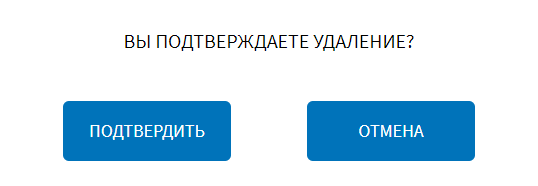 ВЫ ПОДТВЕРЖДАЕТЕ УДАЛЕНИЕ?
ПОДТВЕРДИТЬ
ОТМЕНА